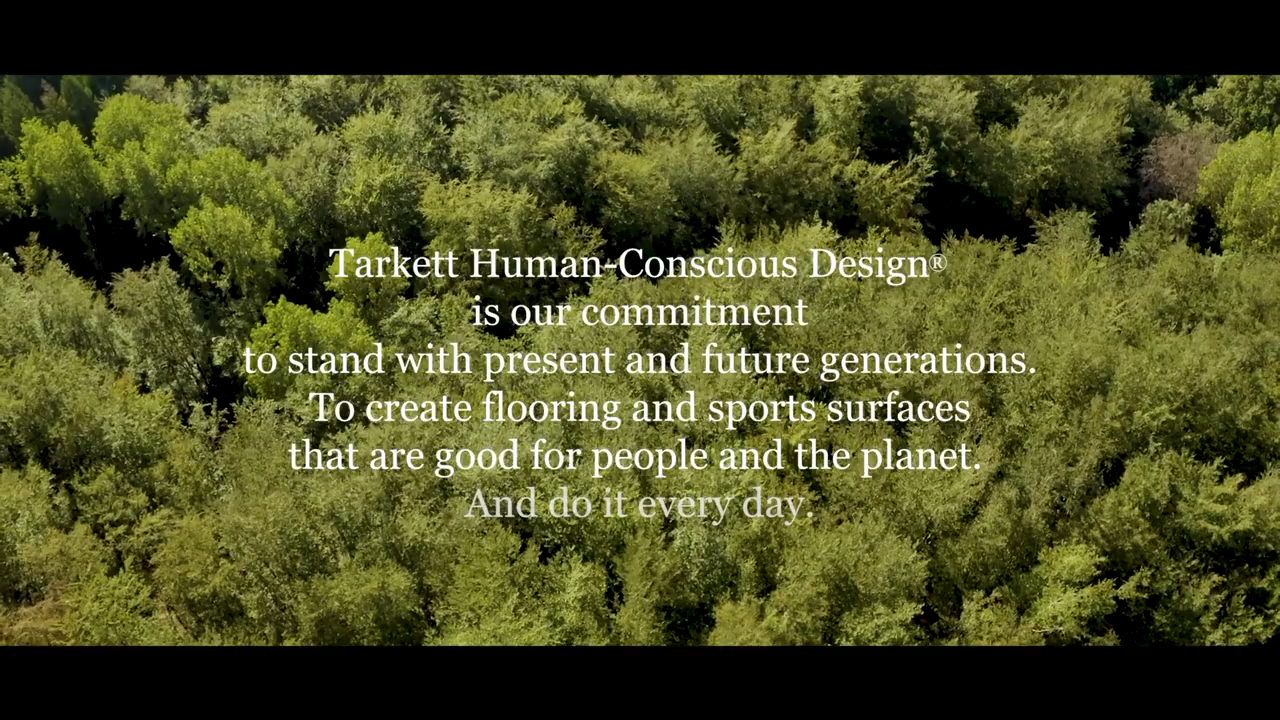 Tarkett Human-Conscious Design®
is our commitment
to stand with present and future generations.
To create flooring and sports surfaces
that are good for people and the planet.
And do it every day.